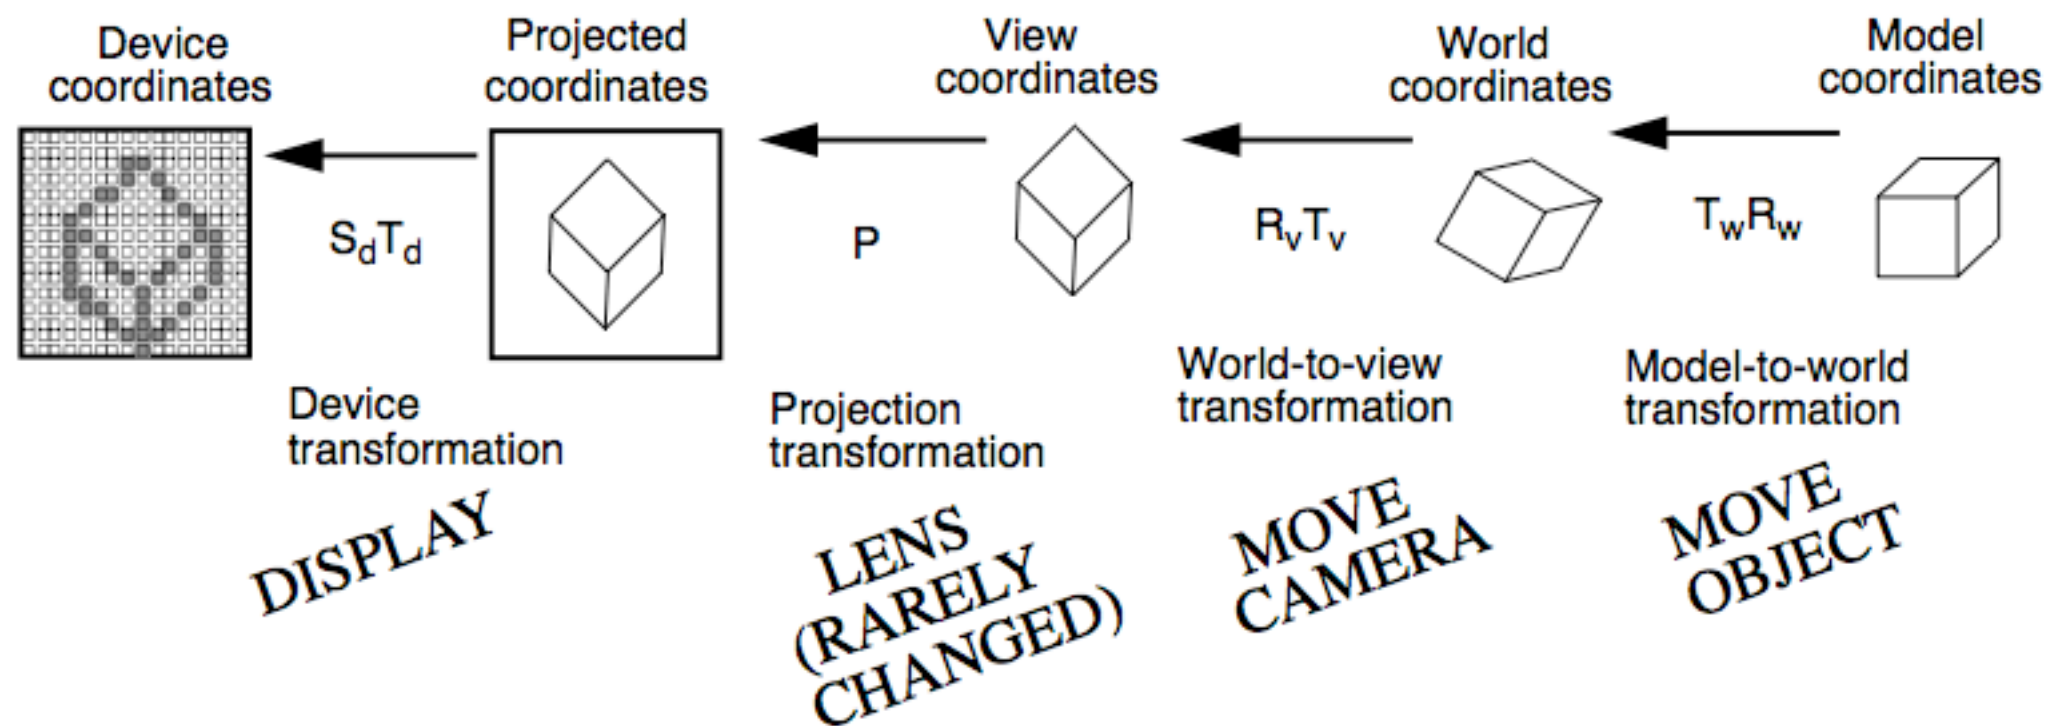 Device
coordinates
Projected
coordinates
View
coordinates
World
coordinates
Model
coordinates
SdTd
P
RvTv
TwRw
Device
transformation
Projection
transformation
World-to-view
transformation
Model-to-world
transformation
DISPLAY
LENS
(RARELY
CHANGED)
MOVE
CAMERA
MOVE
OBJECT